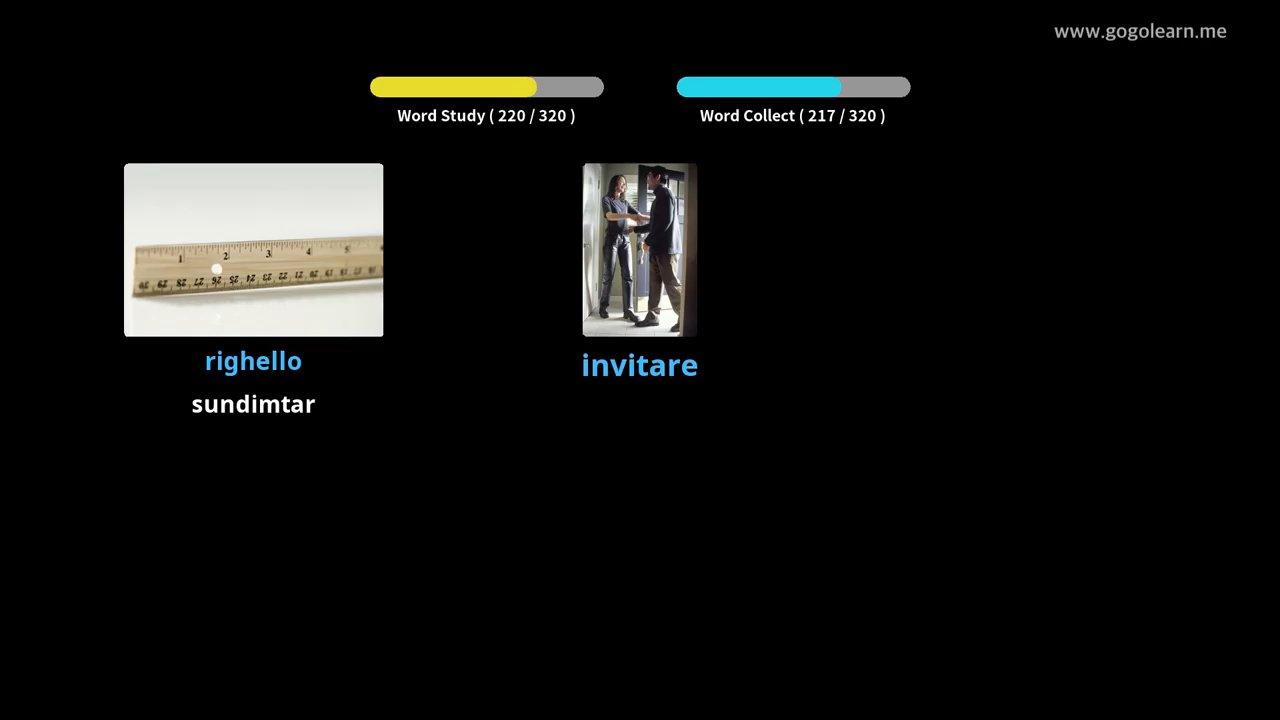 www.gogolearn.me
Word Study ( 220 / 320 )
Word Collect ( 217 / 320 )
righello
sundimtar
invitare